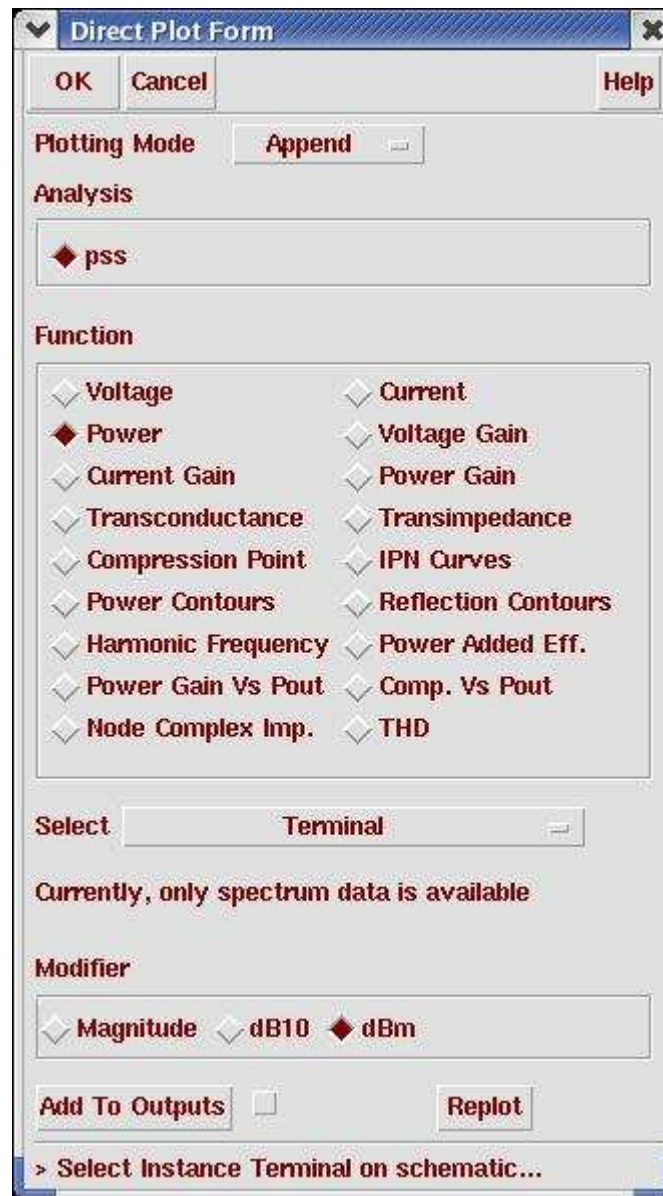 Direct Plot Form
OK Cancel Help
Plotting Mode Append
Analysis
pss
Function
Voltage Current
Power Voltage Gain
Current Gain Power Gain
Transconductance Transimpedance
Compression Point IPN Curves
Power Contours Reflection Contours
Harmonic Frequency Power Added Eff.
Power Gain Vs Pout Comp. Vs Pout
Node Complex Imp. THD
Select Terminal
Currently, only spectrum data is available
Modifier
Magnitude dB10 dBm
Add To Outputs Replot
> Select Instance Terminal on schematic...